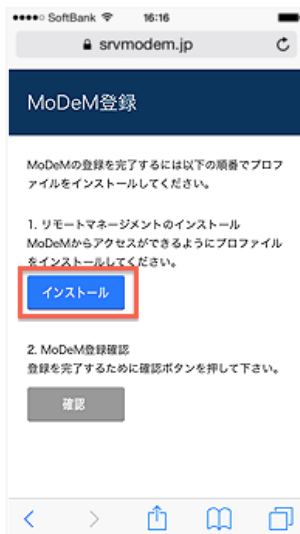 SoftBank 16:16
srvmodem.jp
MoDeM登録
MoDeMの登録を完了するには以下の順番でプロフ
ァイルをインストールしてください。
1. リモートマネージメントのインストール
MoDeMからアクセスができるようにプロファイル
をインストールしてください。
インストール
2. MoDeM登録確認
登録を完了するために確認ボタンを押して下さい。
確認